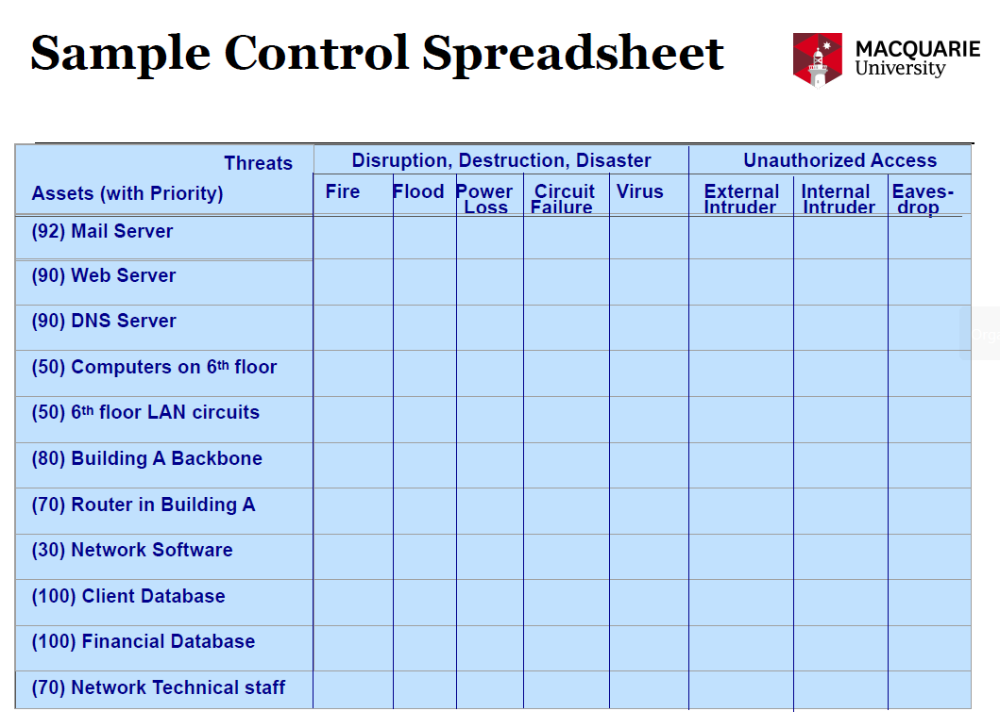 Sample Control Spreadsheet
MACQUARIE
University
Threats
Assets (with Priority)
Disruption, Destruction, Disaster
Unauthorized Access
Fire
Flood
Power
Loss
Circuit
Failure
Virus
External
Intruder
Internal
Intruder
Eaves-
drop
(92) Mail Server
(90) Web Server
(90) DNS Server
(50) Computers on 6th floor
(50) 6th floor LAN circuits
(80) Building A Backbone
(70) Router in Building A
(30) Network Software
(100) Client Database
(100) Financial Database
(70) Network Technical staff